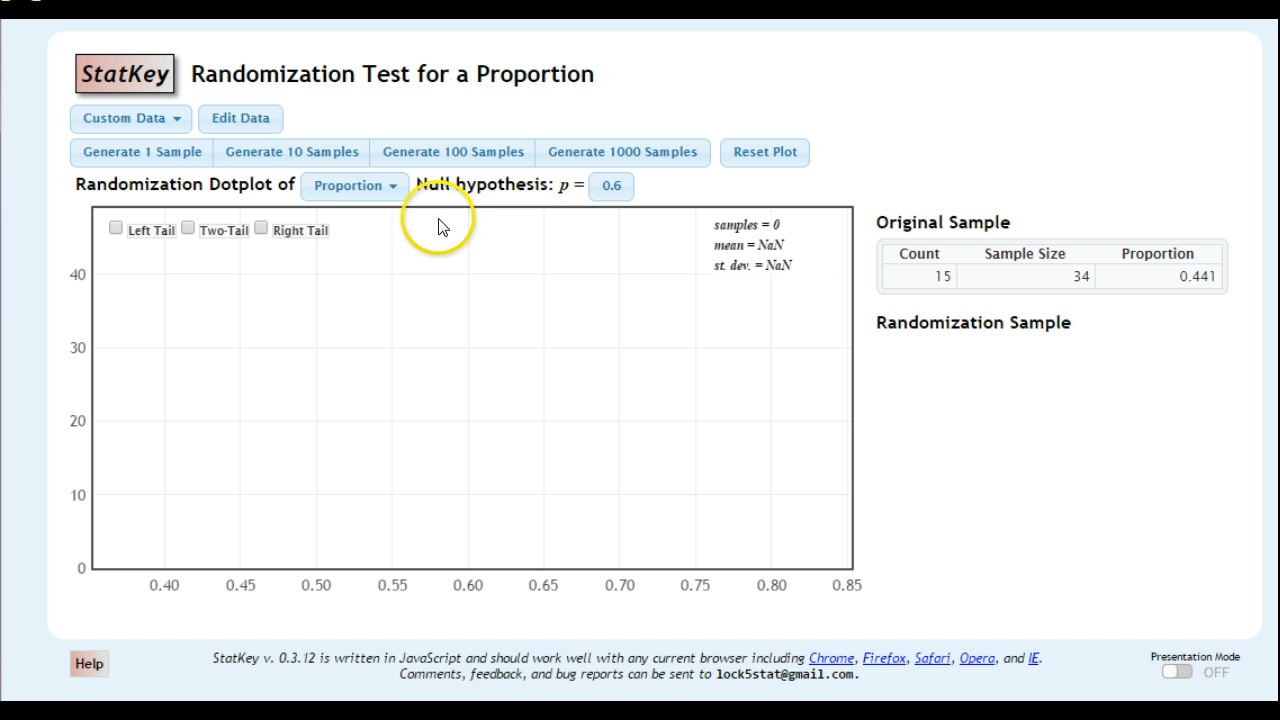 StatKey Randomization Test for a Proportion
Custom Data Edit Data
Generate 1 Sample Generate 10 Samples Generate 100 Samples Generate 1000 Samples Reset Plot
Randomization Dotplot of Proportion Null hypothesis: p = 0.6
Left Tail Two-Tail Right Tail
samples = 0
mean = NaN
st. dev. = NaN
40
30
20
10
0
0.40 0.45 0.50 0.55 0.60 0.65 0.70 0.75 0.80 0.85
Original Sample
Count Sample Size Proportion
15 34 0.441
Randomization Sample
Help
StatKey v. 0.3.12 is written in JavaScript and should work well with any current browser including Chrome, Firefox, Safari, Opera, and IE.
Comments, feedback, and bug reports can be sent to lock5stat@gmail.com.
Presentation Mode
OFF